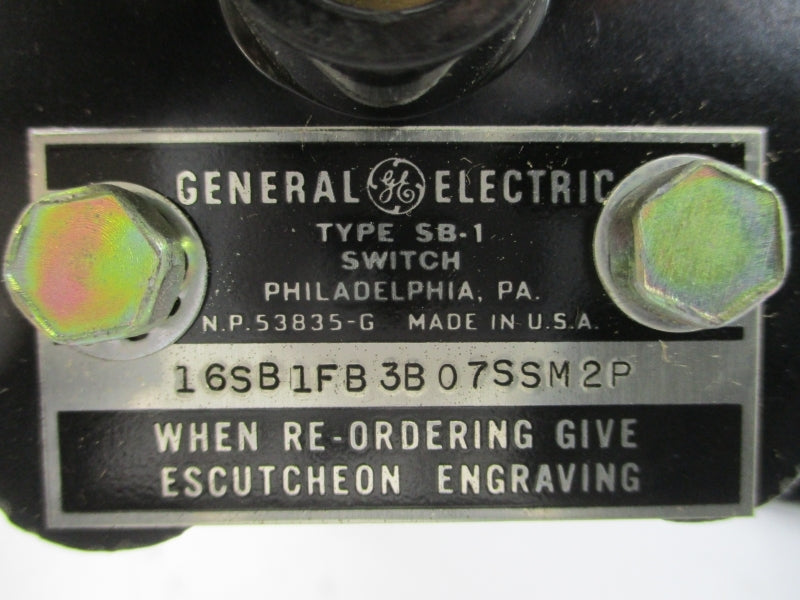 GENERAL GE ELECTRIC
TYPE SB-1
SWITCH
PHILADELPHIA, PA.
N.P.53835-G MADE IN U.S.A.
16SB1FB3B07SSM2P
WHEN RE-ORDERING GIVE
ESCUTCHEON ENGRAVING